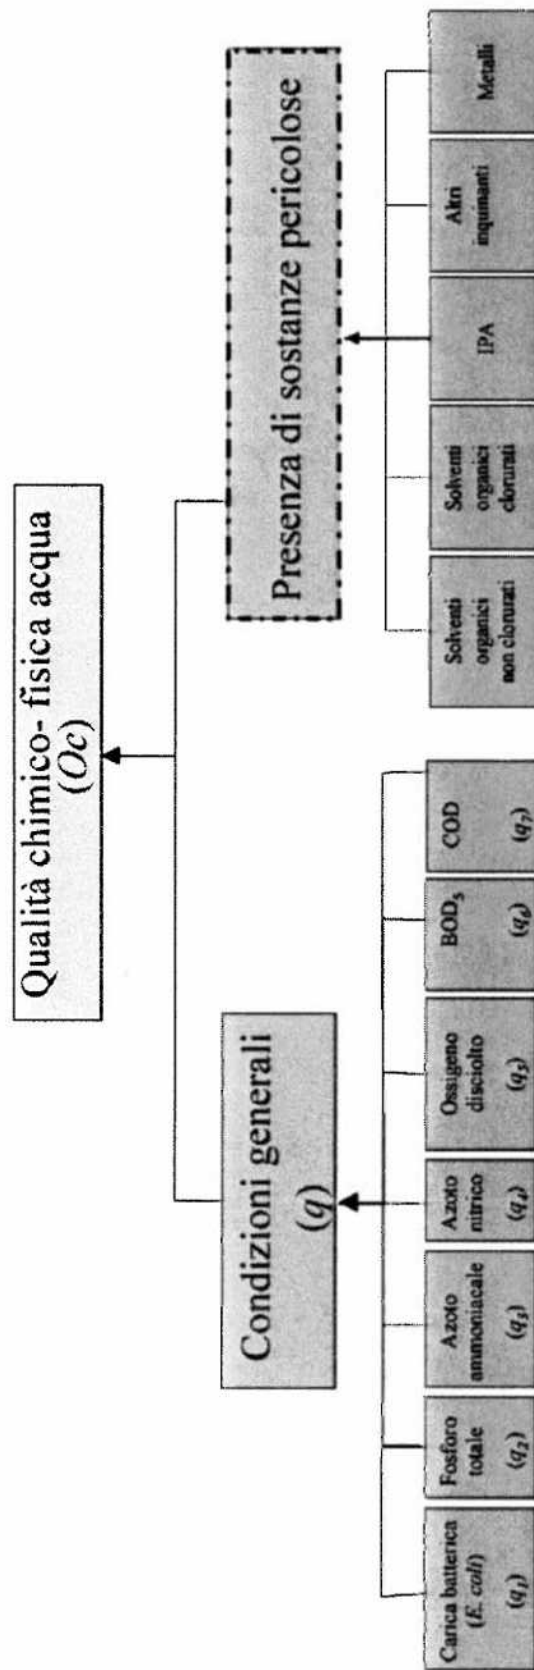 Qualità chimico- fisica acqua
(Oc)
Condizioni generali
(q)
Presenza di sostanze pericolose
Carica batterica
(E. coli)
(q1)
Fosforo
totale
(q2)
Azoto
ammoniacale
(q3)
Azoto
nitrico
(q4)
Ossigeno
disciolto
(q5)
BOD5
(q6)
COD
(q7)
Solventi
organici
non clorurati
Solventi
organici
clorurati
IPA
Altri
inquinanti
Metalli